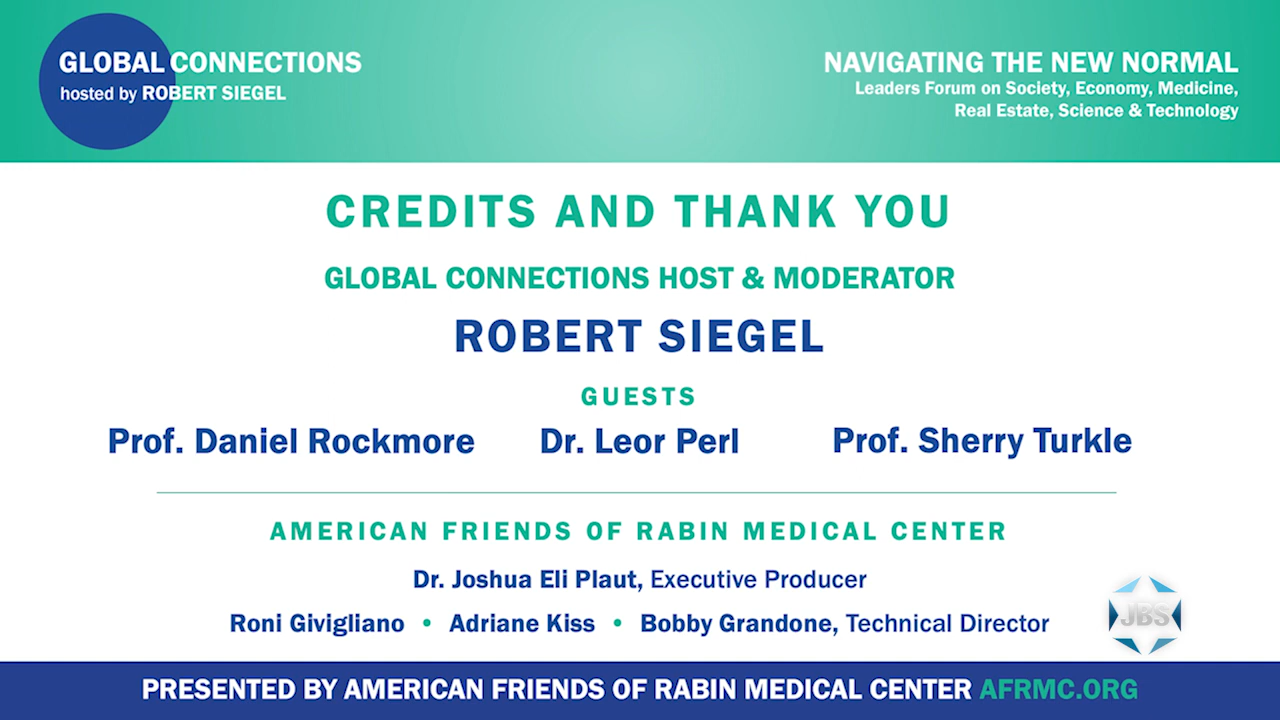 GLOBAL CONNECTIONS
hosted by ROBERT SIEGEL
NAVIGATING THE NEW NORMAL
Leaders Forum on Society, Economy, Medicine,
Real Estate, Science & Technology
CREDITS AND THANK YOU
GLOBAL CONNECTIONS HOST & MODERATOR
ROBERT SIEGEL
GUESTS
Prof. Daniel Rockmore Dr. Leor Perl Prof. Sherry Turkle
AMERICAN FRIENDS OF RABIN MEDICAL CENTER
Dr. Joshua Eli Plaut, Executive Producer
Roni Givigliano • Adriane Kiss • Bobby Grandone, Technical Director
JBS
PRESENTED BY AMERICAN FRIENDS OF RABIN MEDICAL CENTER AFRMC.ORG